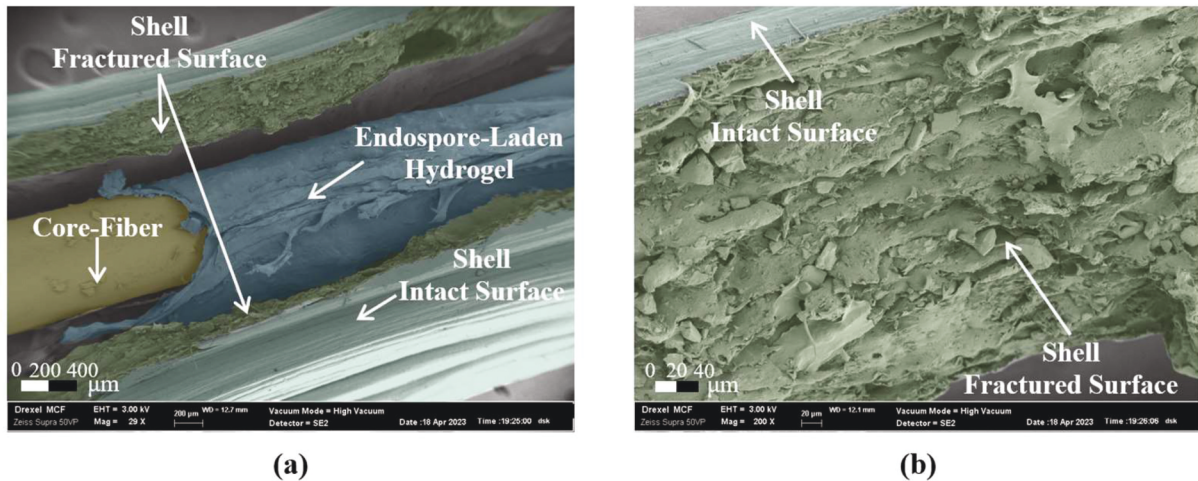 Shell
Fractured Surface
Endospore-Laden
Hydrogel
Core-Fiber
Shell
Intact Surface
0 200 400
μm
Drexel MCF EHT = 3.00 kV 200 μm WD = 12.7 mm Vacuum Mode = High Vacuum
Zeiss Supra 50VP Mag = 29 X Detector = SE2 Date :18 Apr 2023 Time :19:25:00 dsk
(a)
Shell
Intact Surface
Shell
Fractured Surface
0 20 40
μm
Drexel MCF EHT = 3.00 kV 20 μm WD = 12.1 mm Vacuum Mode = High Vacuum
Zeiss Supra 50VP Mag = 200 X Detector = SE2 Date :18 Apr 2023 Time :19:26:06 dsk
(b)